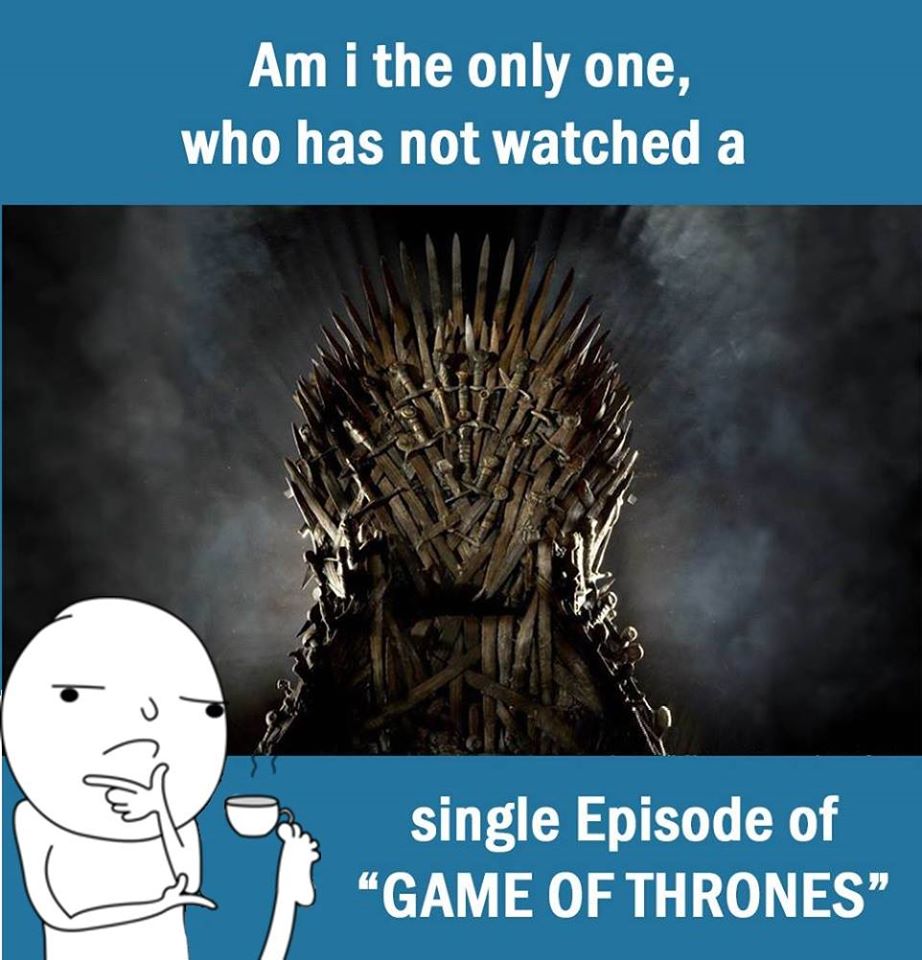 Am i the only one,
who has not watched a
single Episode of
“GAME OF THRONES”